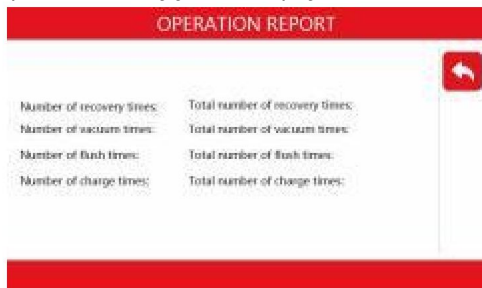 OPERATION REPORT
Number of recovery times: Total number of recovery times:
Number of vacuum times: Total number of vacuum times:
Number of flush times: Total number of flush times:
Number of charge times: Total number of charge times: